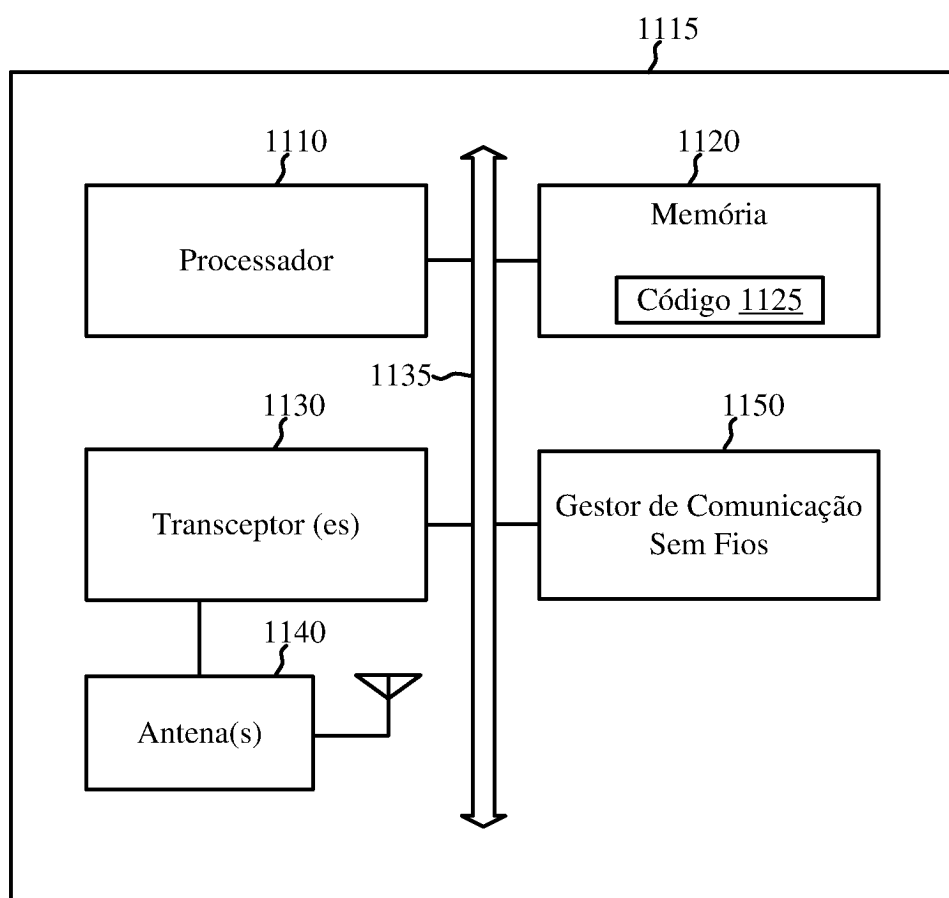 1115
1110
1120
Processador
Memória
Código 1125
1135
1130
1150
Transceptor (es)
Gestor de Comunicação
Sem Fios
1140
Antena(s)